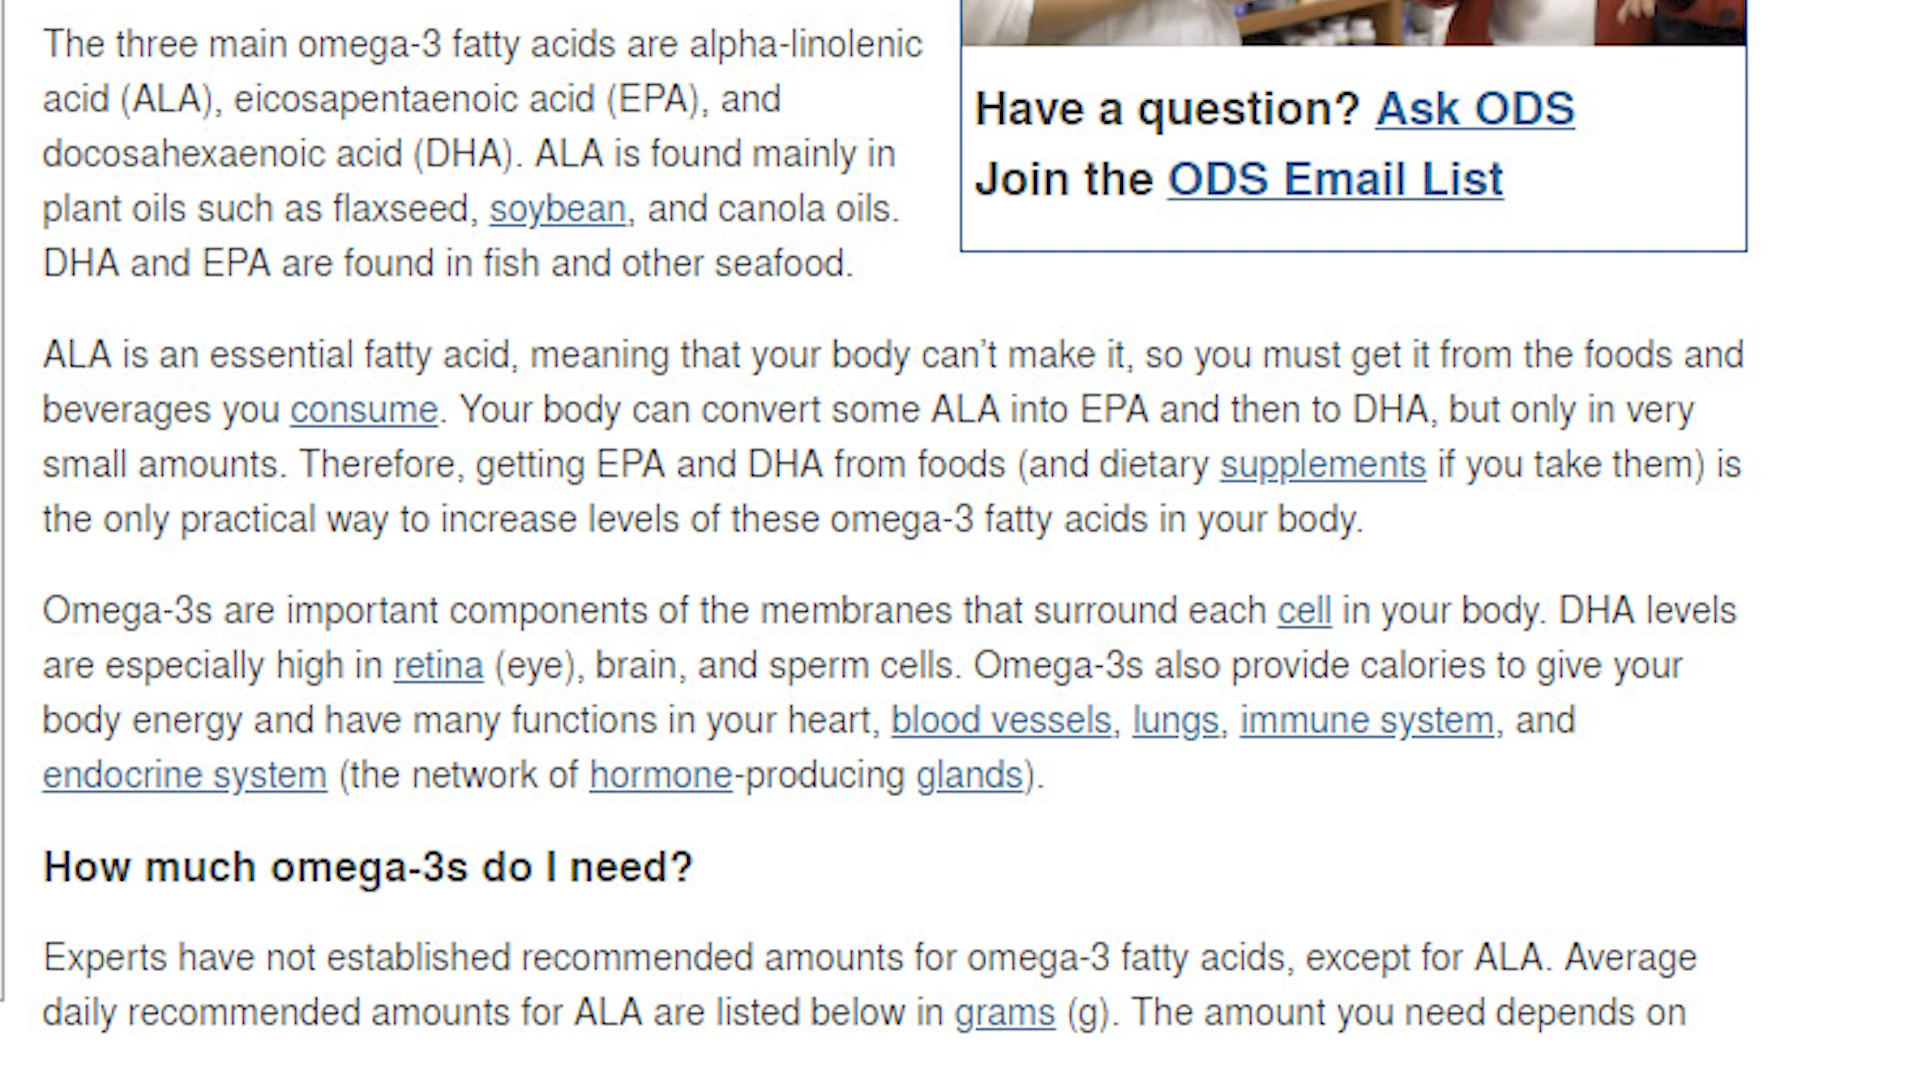 The three main omega-3 fatty acids are alpha-linolenic
acid (ALA), eicosapentaenoic acid (EPA), and
docosahexaenoic acid (DHA). ALA is found mainly in
plant oils such as flaxseed, soybean, and canola oils.
DHA and EPA are found in fish and other seafood.
Have a question? Ask ODS
Join the ODS Email List
ALA is an essential fatty acid, meaning that your body can’t make it, so you must get it from the foods and
beverages you consume. Your body can convert some ALA into EPA and then to DHA, but only in very
small amounts. Therefore, getting EPA and DHA from foods (and dietary supplements if you take them) is
the only practical way to increase levels of these omega-3 fatty acids in your body.
Omega-3s are important components of the membranes that surround each cell in your body. DHA levels
are especially high in retina (eye), brain, and sperm cells. Omega-3s also provide calories to give your
body energy and have many functions in your heart, blood vessels, lungs, immune system, and
endocrine system (the network of hormone-producing glands).
How much omega-3s do I need?
Experts have not established recommended amounts for omega-3 fatty acids, except for ALA. Average
daily recommended amounts for ALA are listed below in grams (g). The amount you need depends on